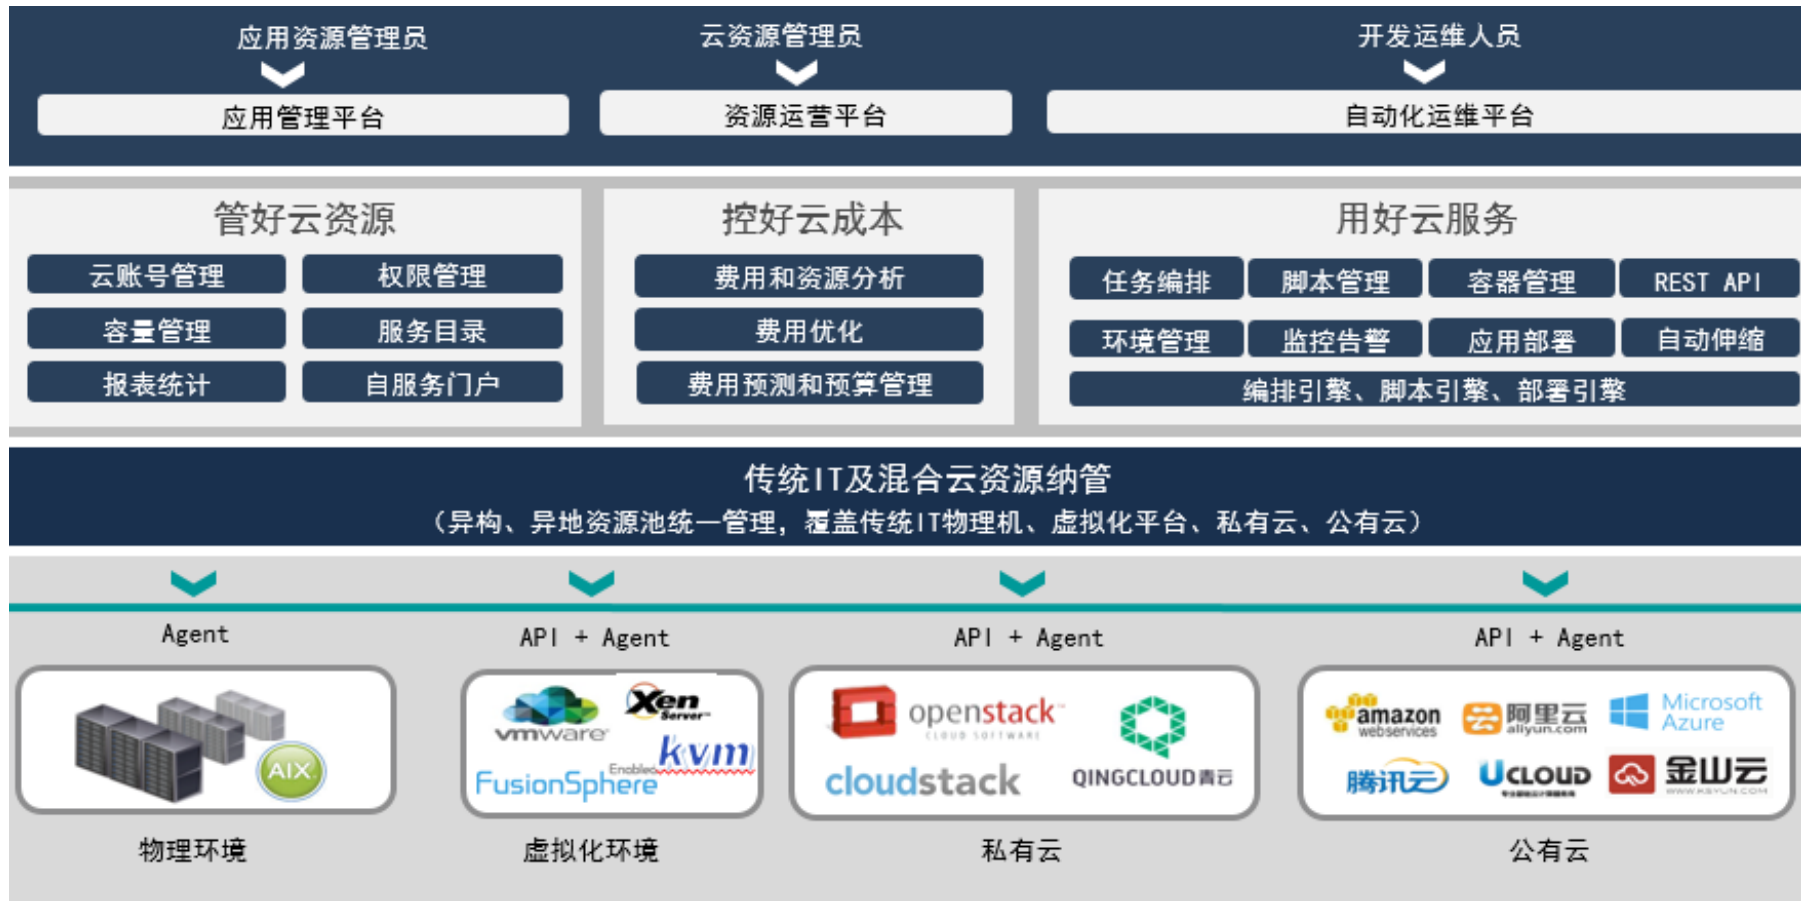 应用资源管理员
云资源管理员
开发运维人员
应用管理平台
资源运营平台
自动化运维平台
管好云资源
云账号管理
权限管理
容量管理
服务目录
报表统计
自服务门户
控好云成本
费用和资源分析
费用优化
费用预测和预算管理
用好云服务
任务编排
脚本管理
容器管理
REST API
环境管理
监控告警
应用部署
自动伸缩
编排引擎、脚本引擎、部署引擎
传统IT及混合云资源纳管
（异构、异地资源池统一管理，覆盖传统IT物理机、虚拟化平台、私有云、公有云）
Agent
API + Agent
API + Agent
API + Agent
AIX
vmware
Xen
Server
Enabled
kvm
FusionSphere
openstack
CLOUD SOFTWARE
cloudstack
QINGCLOUD青云
amazon
webservices
阿里云
aliyun.com
Microsoft
Azure
腾讯云
UCLOUD
金山云
WWW.KSYUN.COM
物理环境
虚拟化环境
私有云
公有云